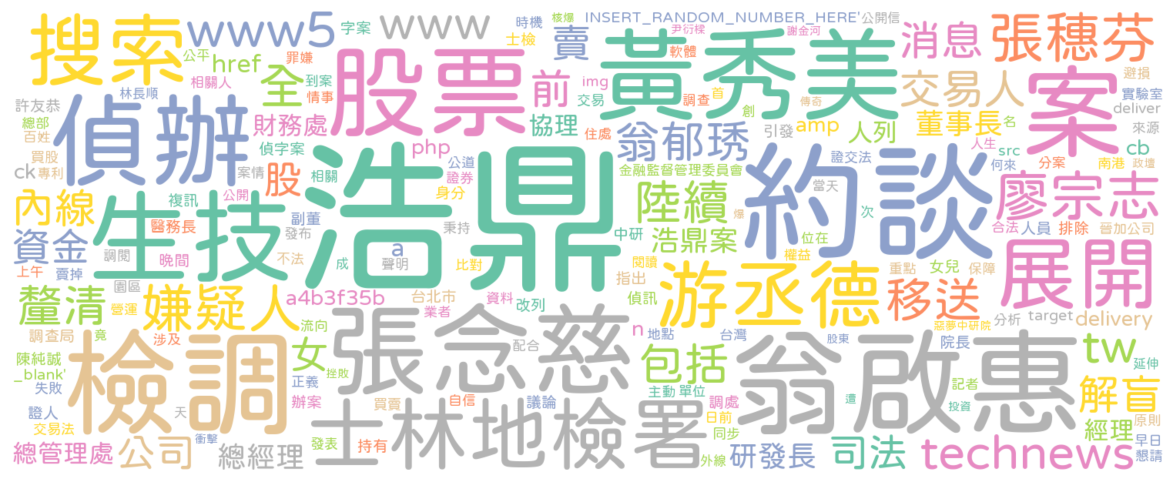 核爆
尹衍樑
INSERT_RANDOM_NUMBER_HERE'
公開信
時機
字案
謝金河
搜索
www5
www
士檢
賣
黃秀美
消息
張穗芬
公平
罪嫌
href
軟體
避損
相關人
到案
全
股票
前
img
交易人
案
實驗室
林長順
情事
交易
調查
首
創
傳奇
deliver
許友恭
總部
百姓
偵辦
財務處
協理
住處
翁郁琇
引發
amp
人列
董事長
名
來源
買股
ck
專利
偵字案
浩鼎
php
金融監督管理委員會
約談
證交法
人生
src
cb
何來
分案
南港
政壇
案情
股
相關
公道
證券
身分
當天
廖宗志
內線
生技
複訊
公開
陸續
次
合法
人員
排除
晉加公司
資金
醫務長
副董
發布
秉持
中研
浩鼎案
爆
位在
權益
展開
上午
賣掉
調閱
晚間
不法
a
聲明
成
比對
指出
閱讀
重點
女兒
保障
園區
釐清
營運
嫌疑人
a4b3f35b
台北市
業者
資料
改列
偵訊
游丞德
移送
惡夢中研院
分析
target
delivery
調查局
竟
涉及
流向
張念慈
配合
n
地點
台灣
股東
院長
tw
延伸
陳純誠
_blank'
失敗
檢調
女
正義
挫敗
包括
主動
單位
翁啟惠
遭
記者
投資
解盲
證人
交易法
天
辦案
買賣
自信
議論
調處
日前
原則
衝擊
士林地檢署
同步
經理
早日
總管理處
公司
總經理
發表
持有
外線
研發長
司法
technews
懇請